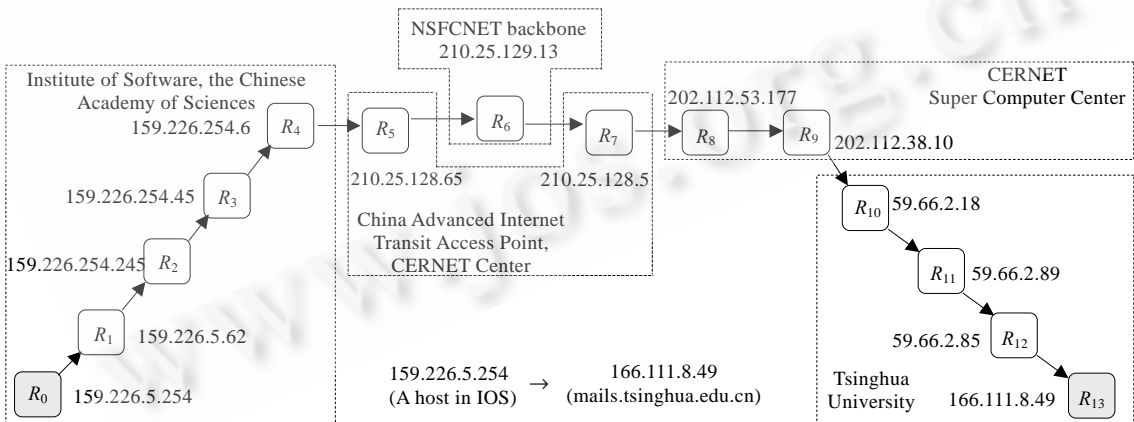 NSFCNET backbone
210.25.129.13
Institute of Software, the Chinese
Academy of Sciences
159.226.254.6
R4
R5
R6
R7
202.112.53.177
R8
R9
CERNET
Super Computer Center
202.112.38.10
159.226.254.45
R3
210.25.128.65
210.25.128.5
China Advanced Internet
Transit Access Point,
CERNET Center
R10
59.66.2.18
159.226.254.245
R2
R11
59.66.2.89
R1
159.226.5.62
59.66.2.85
R12
R0
159.226.5.254
159.226.5.254 → 166.111.8.49
(A host in IOS) (mails.tsinghua.edu.cn)
Tsinghua
University
166.111.8.49
R13
www.jos.org.cn